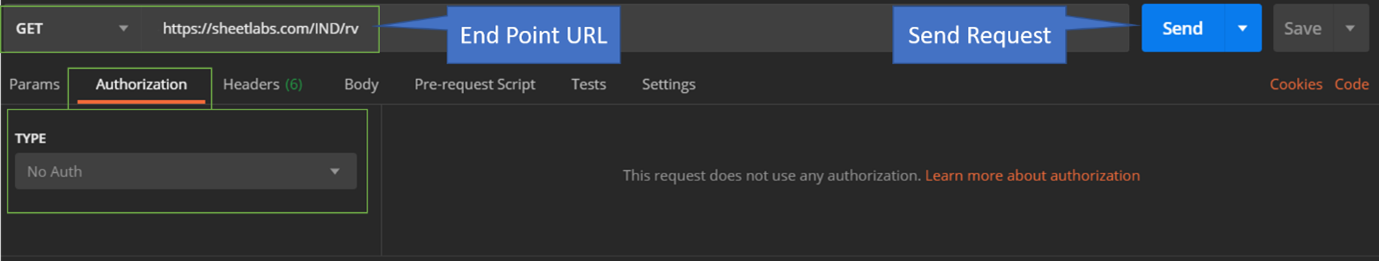 GET https://sheetlabs.com/IND/rv End Point URL Send Request Send Save
Params Authorization Headers (6) Body Pre-request Script Tests Settings Cookies Code
TYPE
No Auth
This request does not use any authorization. Learn more about authorization